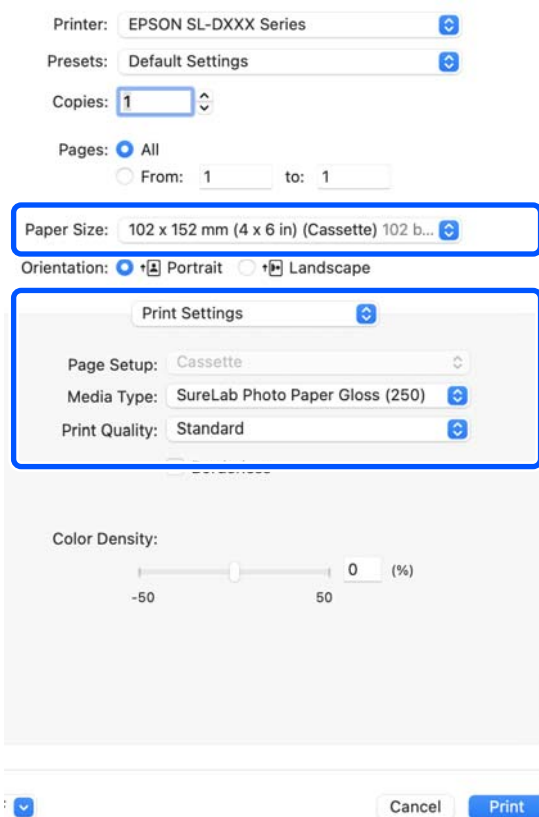 Printer: EPSON SL-DXXX Series
Presets: Default Settings
Copies: 1
Pages: All
From: 1 to: 1
Paper Size: 102 x 152 mm (4 x 6 in) (Cassette) 102 b...
Orientation: Portrait Landscape
Print Settings
Page Setup: Cassette
Media Type: SureLab Photo Paper Gloss (250)
Print Quality: Standard
Color Density:
0 (%)
-50 50
Cancel Print